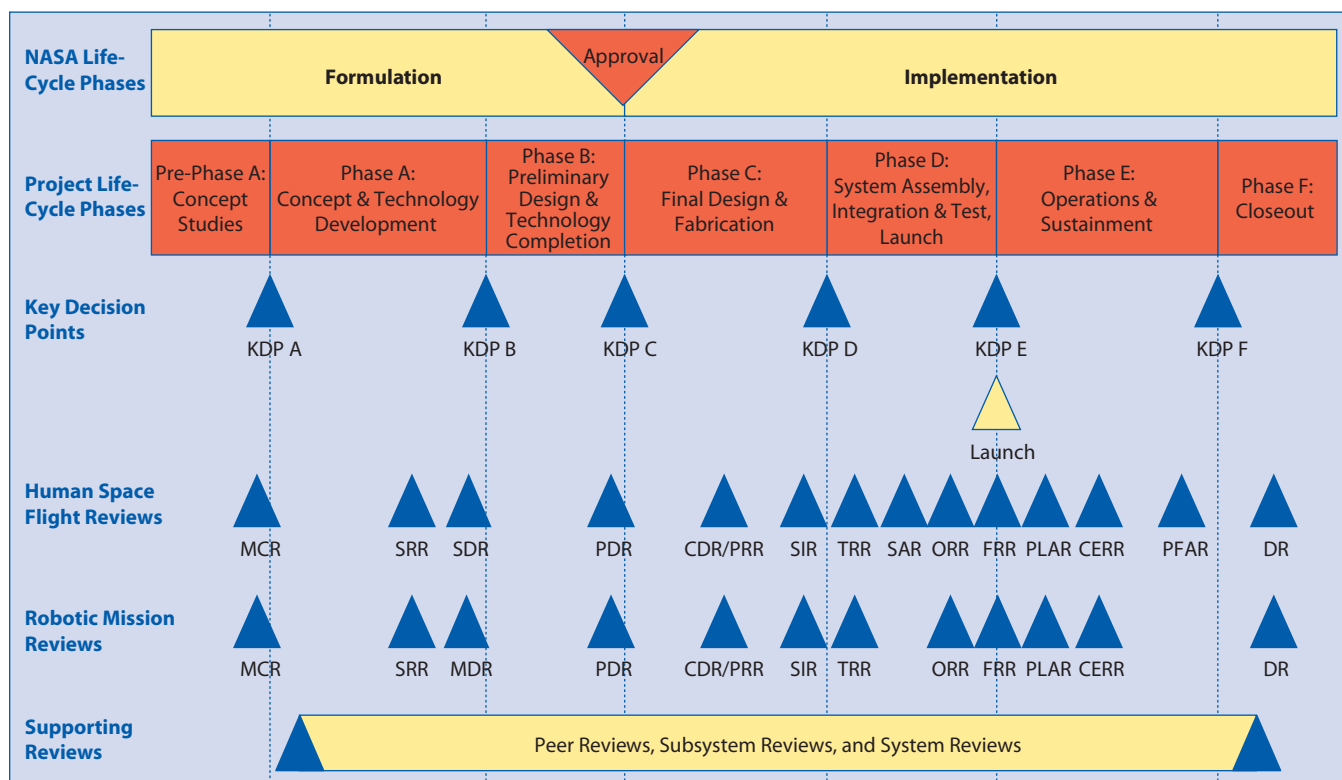 NASA Life-
Cycle Phases
Formulation
Approval
Implementation
Project Life-
Cycle Phases
Pre-Phase A:
Concept
Studies
Phase A:
Concept & Technology
Development
Phase B:
Preliminary
Design &
Technology
Completion
Phase C:
Final Design &
Fabrication
Phase D:
System Assembly,
Integration & Test,
Launch
Phase E:
Operations &
Sustainment
Phase F:
Closeout
Key Decision
Points
KDP A KDP B KDP C KDP D KDP E KDP F
Launch
Human Space
Flight Reviews
MCR SRR SDR PDR CDR/PRR SIR TRR SAR ORR FRR PLAR CERR PFAR DR
Robotic Mission
Reviews
MCR SRR MDR PDR CDR/PRR SIR TRR ORR FRR PLAR CERR DR
Supporting
Reviews
Peer Reviews, Subsystem Reviews, and System Reviews